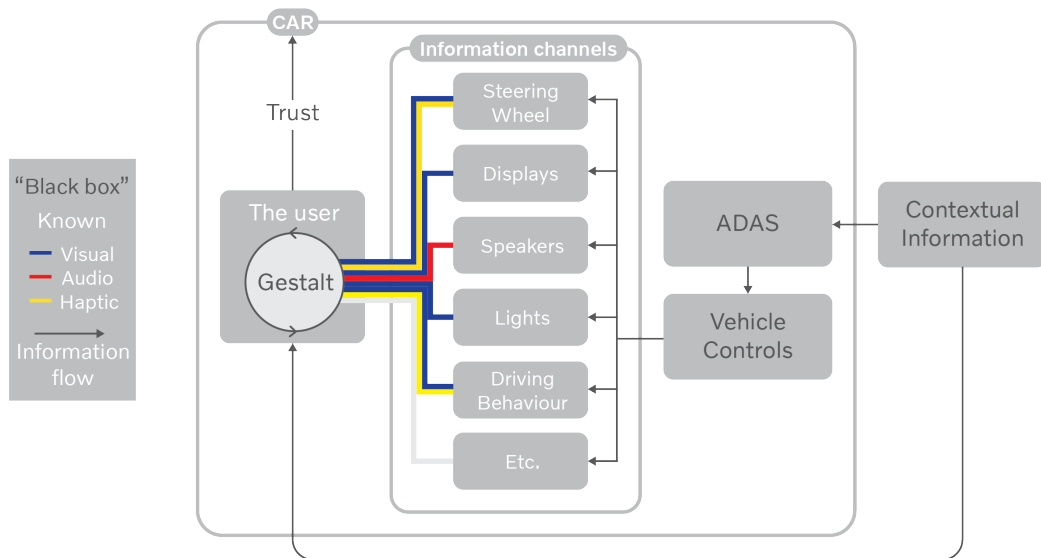 CAR
Information channels
Trust
Steering
Wheel
Displays
Speakers
Lights
Driving
Behaviour
Etc.
"Black box"
Known
Visual
Audio
Haptic
Information
flow
The user
Gestalt
ADAS
Vehicle
Controls
Contextual
Information